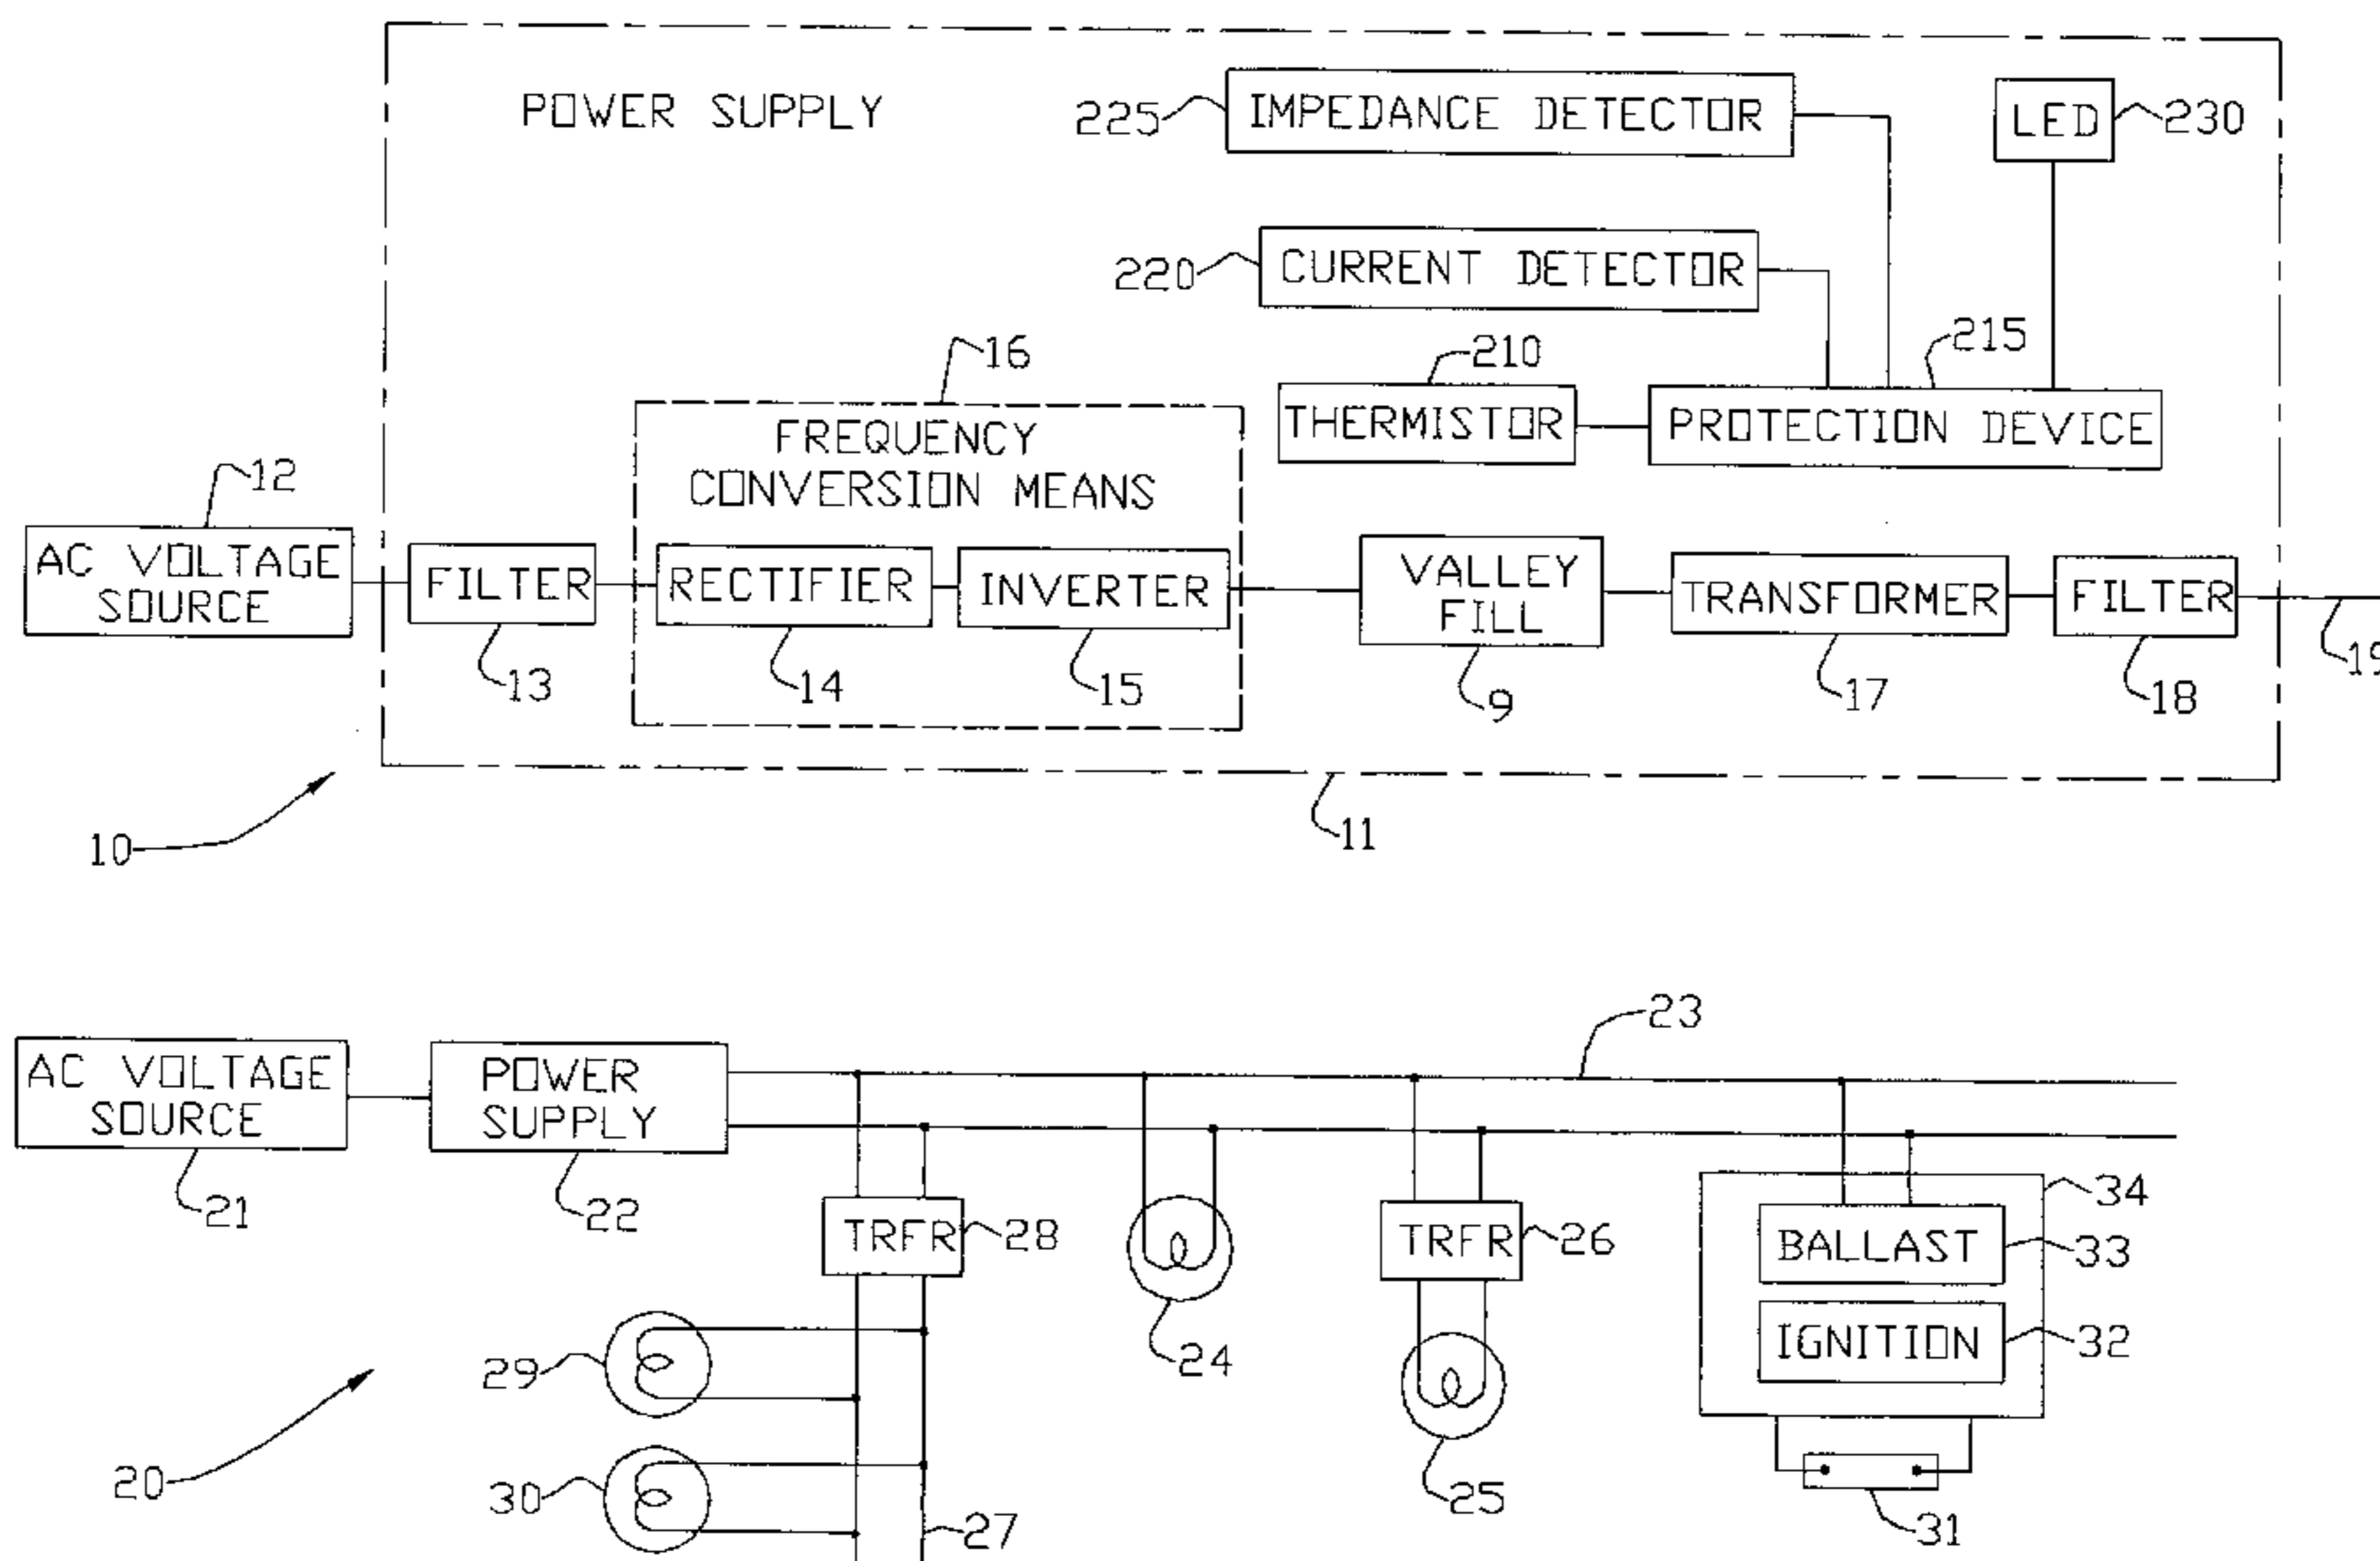 POWER SUPPLY
225
IMPEDANCE DETECTOR
LED
230
220
CURRENT DETECTOR
16
210
215
THERMISTOR
PROTECTION DEVICE
FREQUENCY
CONVERSION MEANS
12
AC VOLTAGE
SOURCE
FILTER
RECTIFIER
INVERTER
VALLEY
FILL
TRANSFORMER
FILTER
13
14
15
9
17
18
19
10
11
23
AC VOLTAGE
SOURCE
POWER
SUPPLY
21
22
TRFR
28
TRFR
26
34
BALLAST
33
IGNITION
32
24
29
25
20
30
27
31